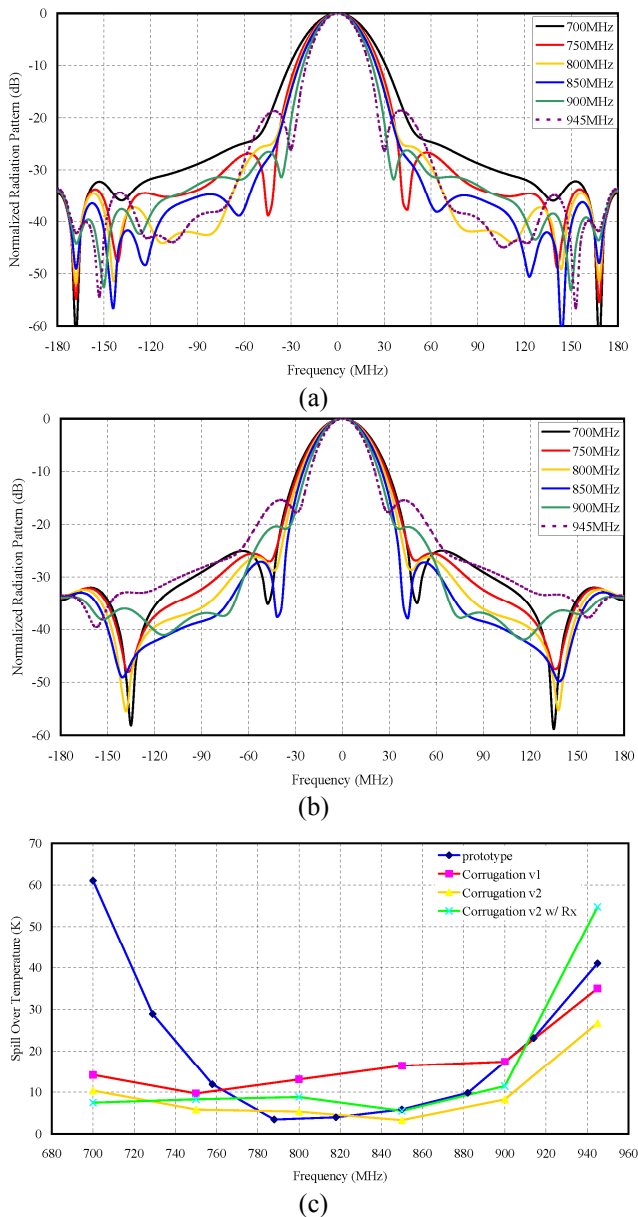 0
-10
-20
-30
-40
-50
-60
Normalized Radiation Pattern (dB)
700MHz
750MHz
800MHz
850MHz
900MHz
945MHz
-180 -150 -120 -90 -60 -30 0 30 60 90 120 150 180
Frequency (MHz)
(a)
0
-10
-20
-30
-40
-50
-60
Normalized Radiation Pattern (dB)
700MHz
750MHz
800MHz
850MHz
900MHz
945MHz
-180 -150 -120 -90 -60 -30 0 30 60 90 120 150 180
Frequency (MHz)
(b)
70
60
50
40
30
20
10
0
Spill Over Temperature (K)
prototype
Corrugation v1
Corrugation v2
Corrugation v2 w/ Rx
680 700 720 740 760 780 800 820 840 860 880 900 920 940 960
Frequency (MHz)
(c)